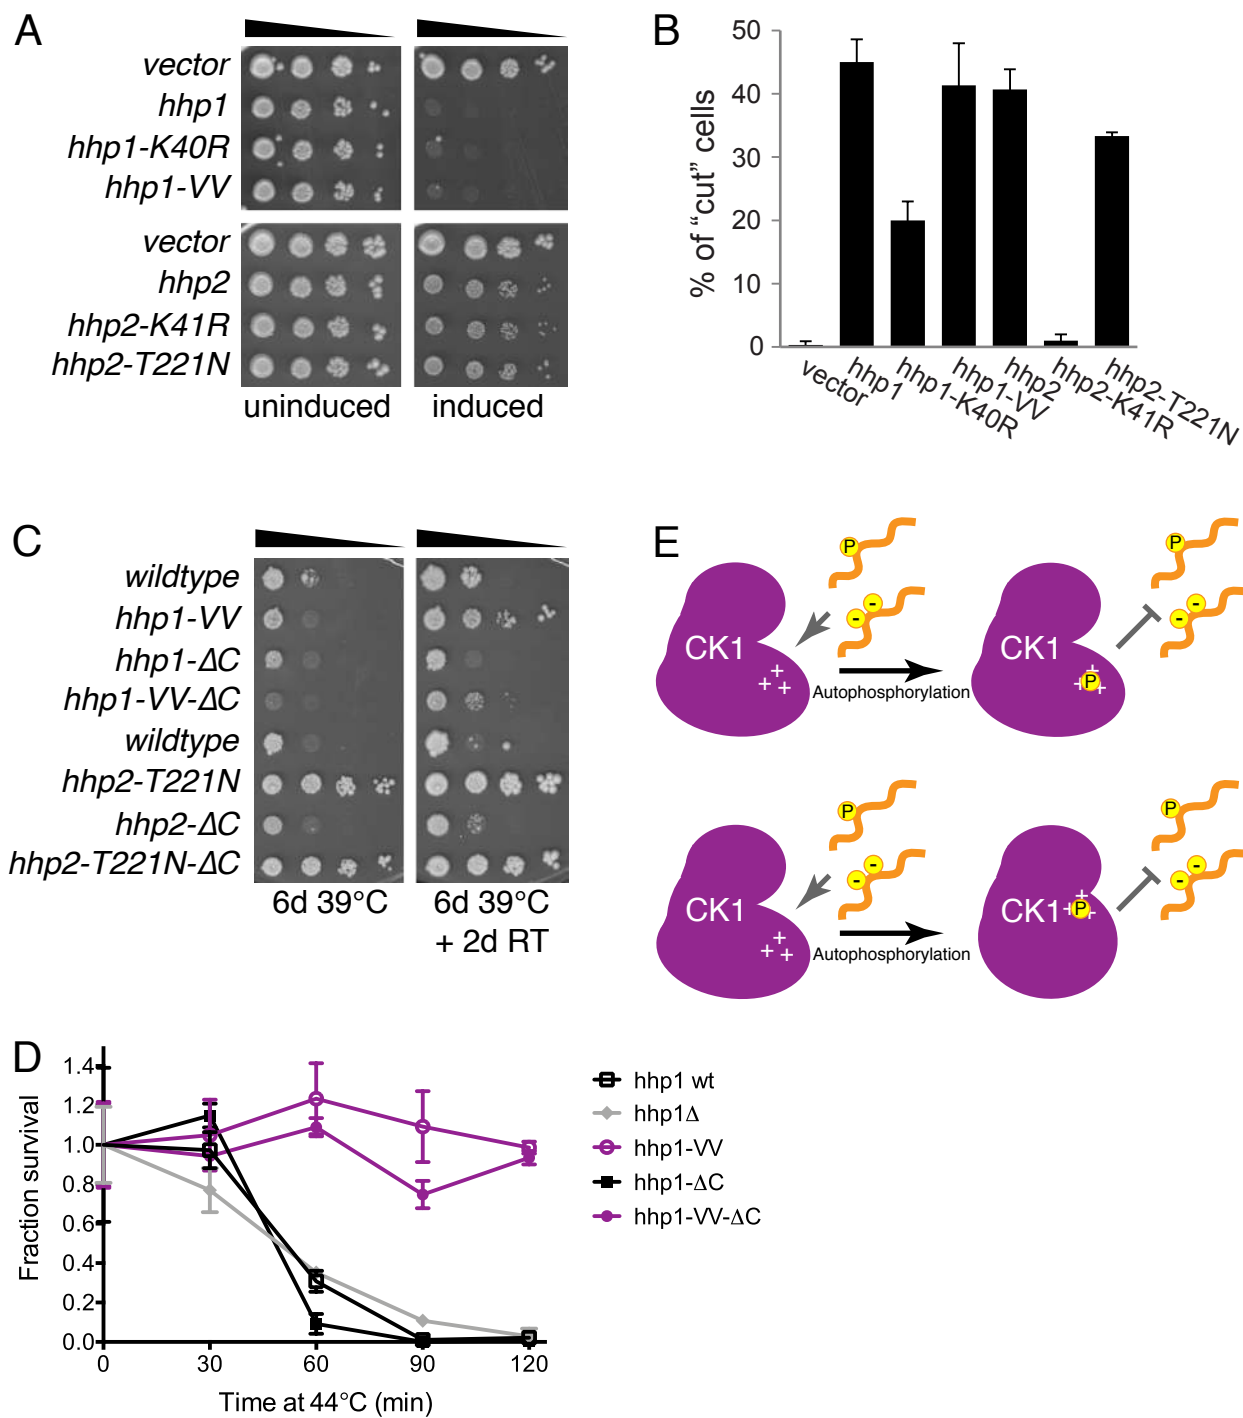 A
vector
hhp1
hhp1-K40R
hhp1-VV
vector
hhp2
hhp2-K41R
hhp2-T221N
uninduced
induced
B
% of “cut” cells
50
40
30
20
10
0
vector
hhp1
hhp1-K40R
hhp1-VV
hhp2
hhp2-K41R
hhp2-T221N
C
wildtype
hhp1-VV
hhp1-ΔC
hhp1-VV-ΔC
wildtype
hhp2-T221N
hhp2-ΔC
hhp2-T221N-ΔC
6d 39°C
6d 39°C
+ 2d RT
E
P
- -
CK1
+ + +
Autophosphorylation
P
- -
CK1
+ + +
P
P
- -
CK1
+ + +
Autophosphorylation
P
- -
CK1
+ + +
P
D
Fraction survival
1.4
1.2
1.0
0.8
0.6
0.4
0.2
0.0
0 30 60 90 120
Time at 44°C (min)
hhp1 wt
hhp1Δ
hhp1-VV
hhp1-ΔC
hhp1-VV-ΔC